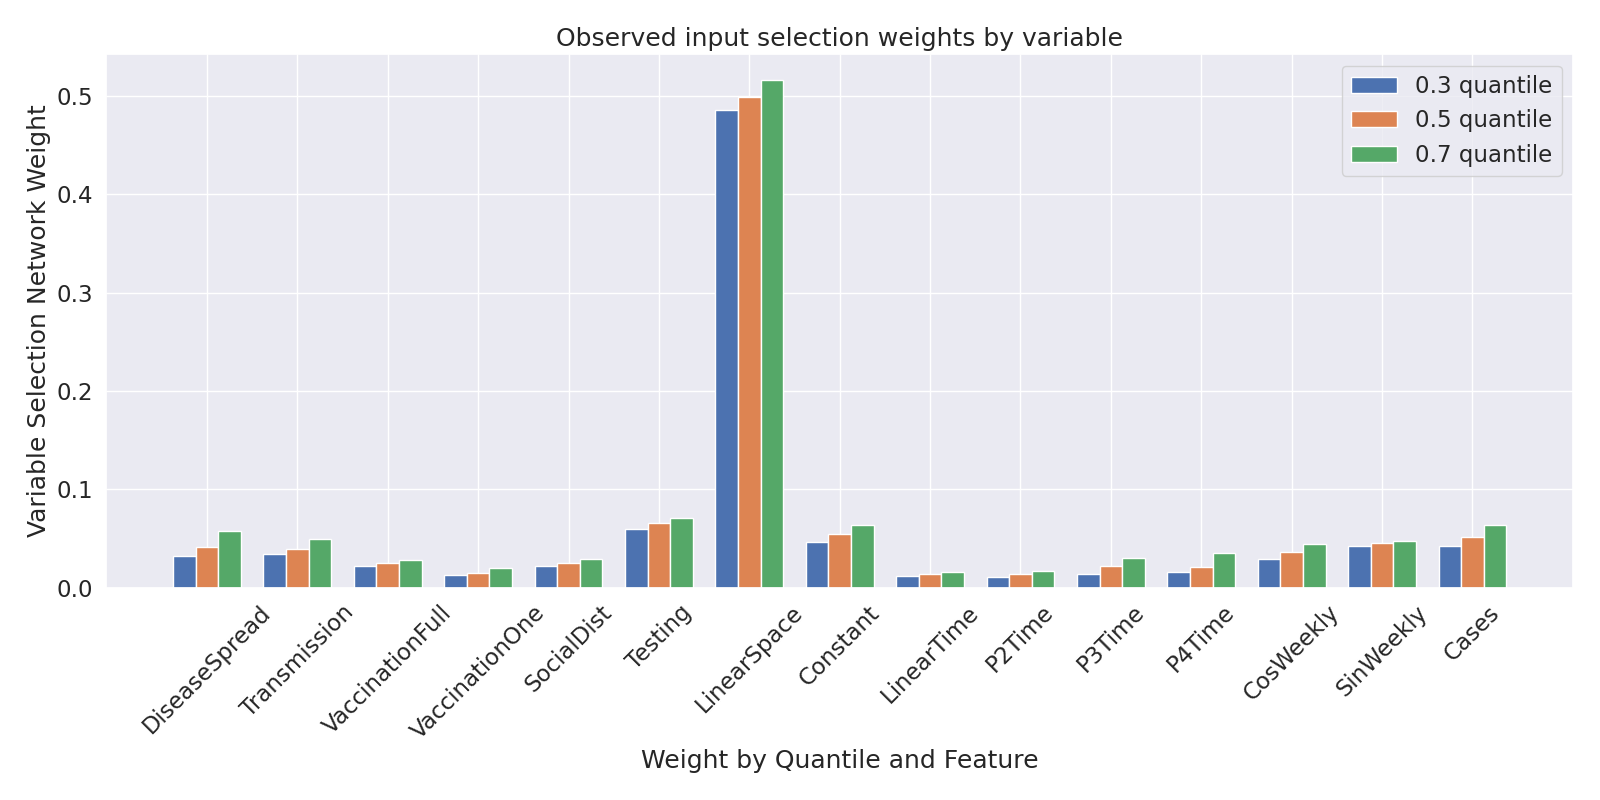 Observed input selection weights by variable
0.3 quantile
0.5 quantile
0.7 quantile
Variable Selection Network Weight
0.5
0.4
0.3
0.2
0.1
0.0
DiseaseSpread
Transmission
VaccinationFull
VaccinationOne
SocialDist
Testing
LinearSpace
Constant
LinearTime
P2Time
P3Time
P4Time
CosWeekly
SinWeekly
Cases
Weight by Quantile and Feature